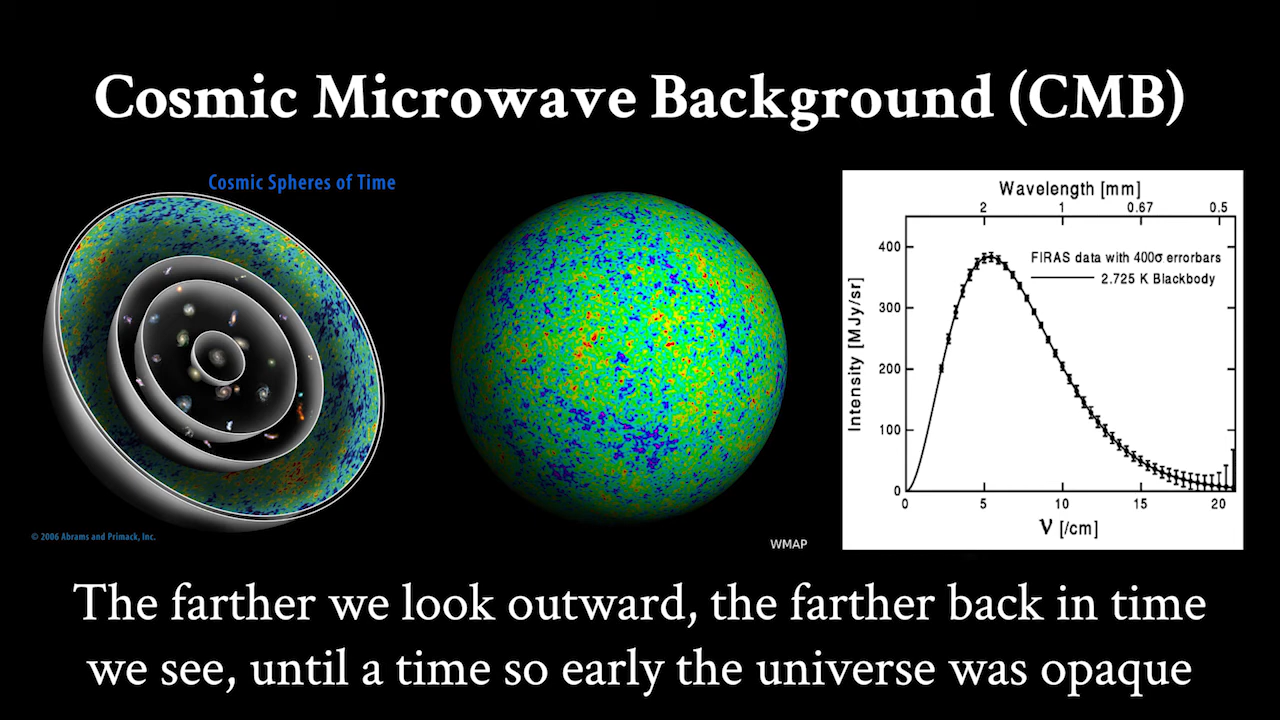 Cosmic Microwave Background (CMB)
Cosmic Spheres of Time
© 2006 Abrams and Primack, Inc.
WMAP
Wavelength [mm]
2 1 0.67 0.5
FIRAS data with 400σ errorbars
2.725 K Blackbody
Intensity [MJy/sr]
400
300
200
100
0
0 5 10 15 20
ν [/cm]
The farther we look outward, the farther back in time
we see, until a time so early the universe was opaque